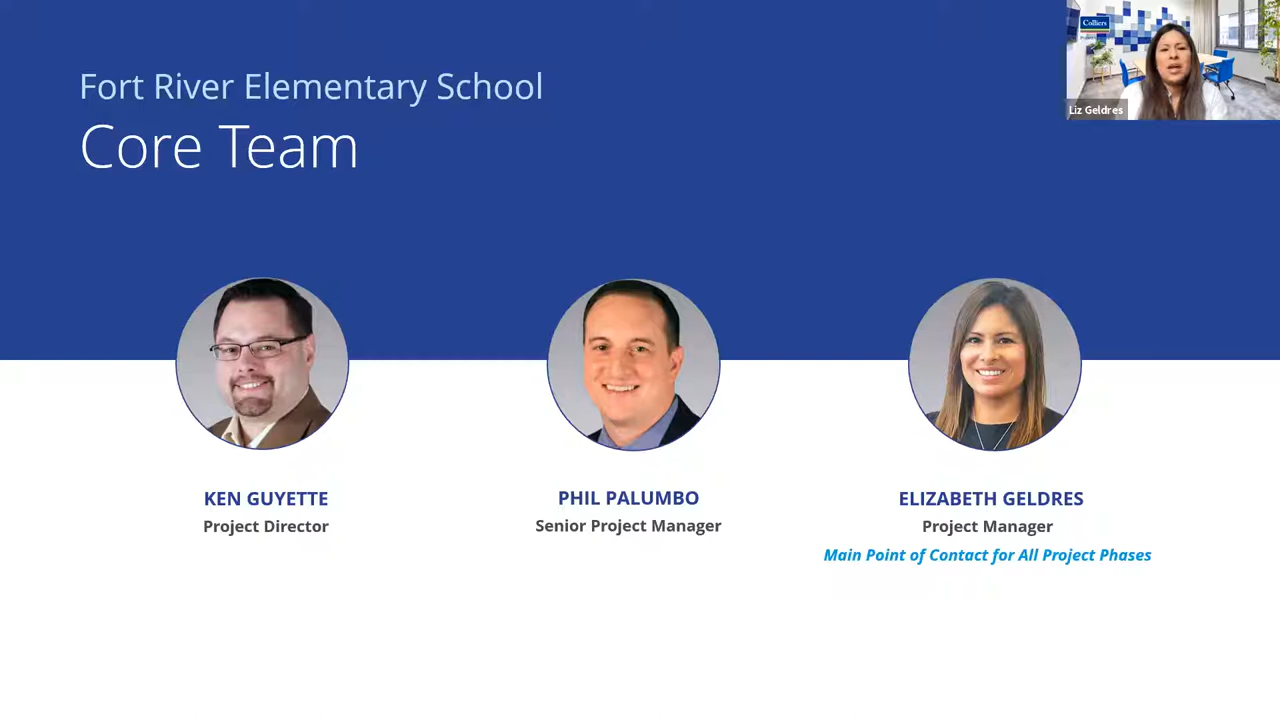 Fort River Elementary School
Core Team
Colliers
Liz Geldres
KEN GUYETTE
Project Director
PHIL PALUMBO
Senior Project Manager
ELIZABETH GELDRES
Project Manager
Main Point of Contact for All Project Phases